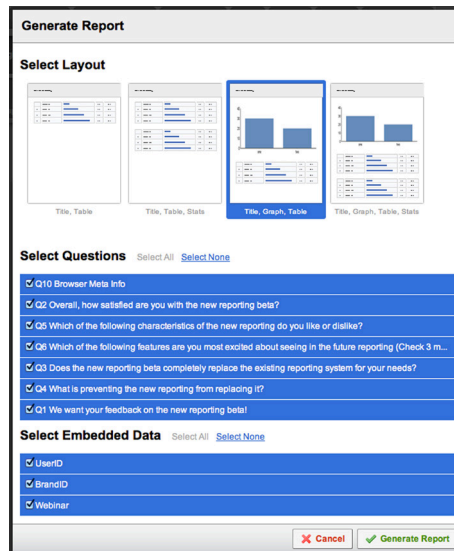 Generate Report
Select Layout
Title, Table
Title, Table, Stats
Title, Graph, Table
Title, Graph, Table, Stats
Select Questions Select All Select None
Q10 Browser Meta Info
Q2 Overall, how satisfied are you with the new reporting beta?
Q5 Which of the following characteristics of the new reporting do you like or dislike?
Q6 Which of the following features are you most excited about seeing in the future reporting (Check 3 m...
Q3 Does the new reporting beta completely replace the existing reporting system for your needs?
Q4 What is preventing the new reporting from replacing it?
Q1 We want your feedback on the new reporting beta!
Select Embedded Data Select All Select None
UserID
BrandID
Webinar
Cancel Generate Report